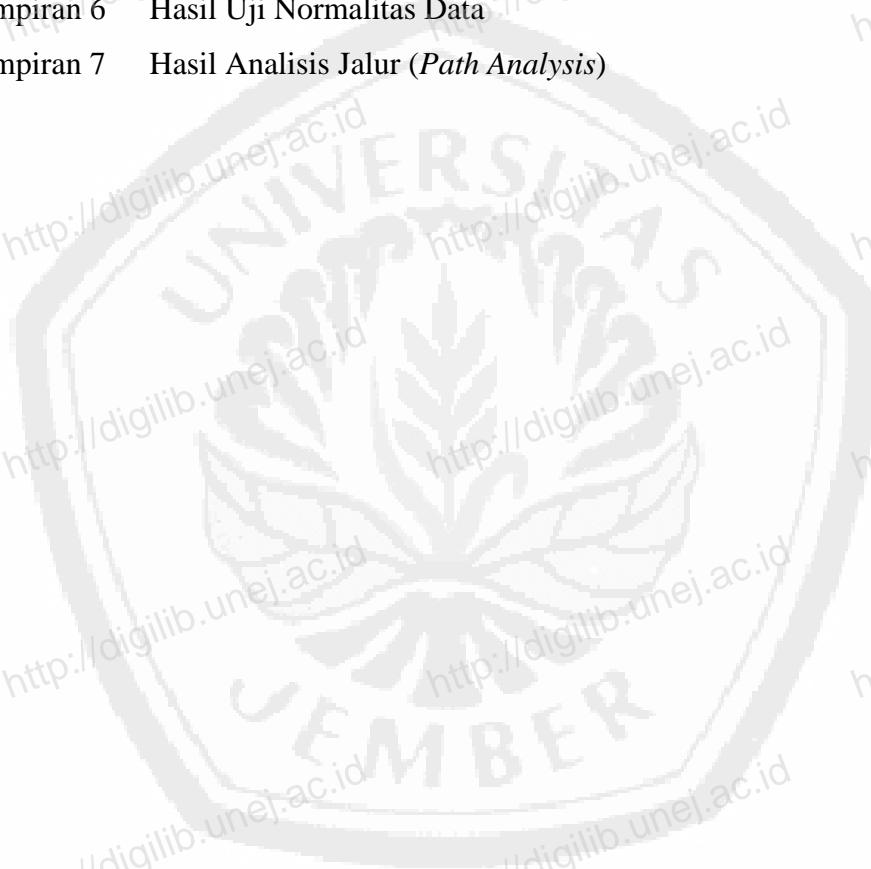 mpiran 6 Hasil Uji Normalitas Data
mpiran 7 Hasil Analisis Jalur (Path Analysis)
http://digilib.unej.ac.id
http://digilib.unej.ac.id
UNIVERSITAS
http://digilib.unej.ac.id
http://digilib.unej.ac.id
http://digilib.unej.ac.id
http://digilib.unej.ac.id
JEMBER
//digilib.unej.ac.id
//digilib.unej.ac.id